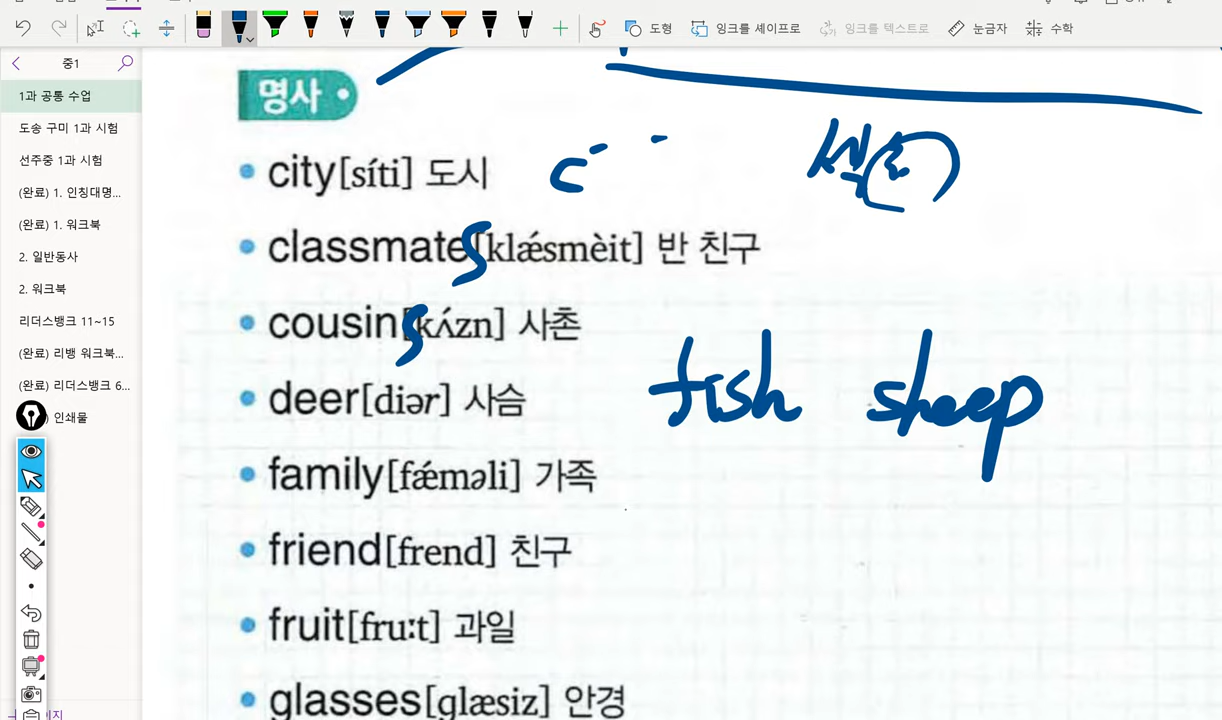 도형 잉크를 셰이프로 잉크를 텍스트로 눈금자 수학
중1
1과 공통 수업
도송 구미 1과 시험
선주중 1과 시험
(완료) 1. 인칭대명...
(완료) 1. 워크북
2. 일반동사
2. 워크북
리더스뱅크 11~15
(완료) 리뱅 워크북...
(완료) 리더스뱅크 6...
) 인쇄물
명사
city[síti] 도시
classmates[klǽsmèit] 반 친구
cousins[kʌ́zn] 사촌
deer[diər] 사슴
fish sheep
family[fǽməli] 가족
friend[frend] 친구
fruit[fruːt] 과일
glasses[glæsiz] 안경